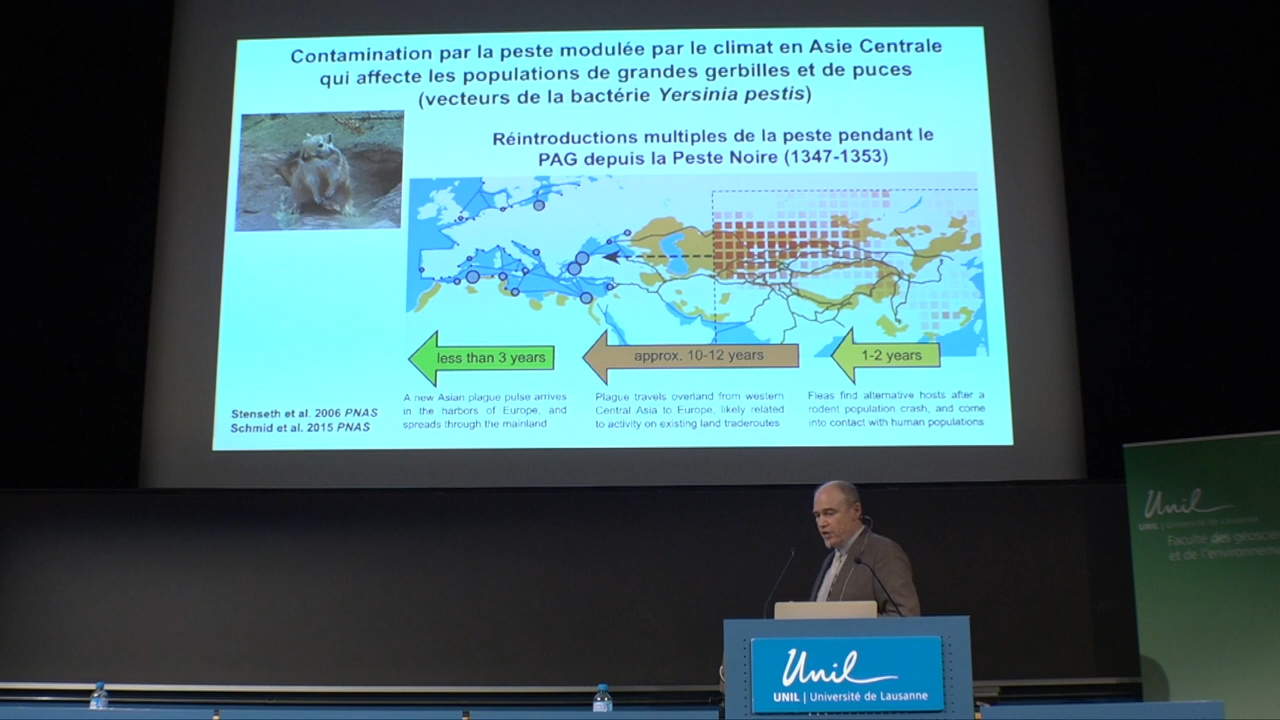 Contamination par la peste modulée par le climat en Asie Centrale
qui affecte les populations de grandes gerbilles et de puces
(vecteurs de la bactérie Yersinia pestis)
Réintroductions multiples de la peste pendant le
PAG depuis la Peste Noire (1347-1353)
less than 3 years
approx. 10-12 years
1-2 years
A new Asian plague pulse arrives
in the harbors of Europe, and
spreads through the mainland
Plague travels overland from western
Central Asia to Europe, likely related
to activity on existing land traderoutes
Fleas find alternative hosts after a
rodent population crash, and come
into contact with human populations
Stenseth et al. 2006 PNAS
Schmid et al. 2015 PNAS
Unil
UNIL | Université de Lausanne
Unil
UNIL | Université de Lausanne
Faculté des géoscie
et de l'environneme